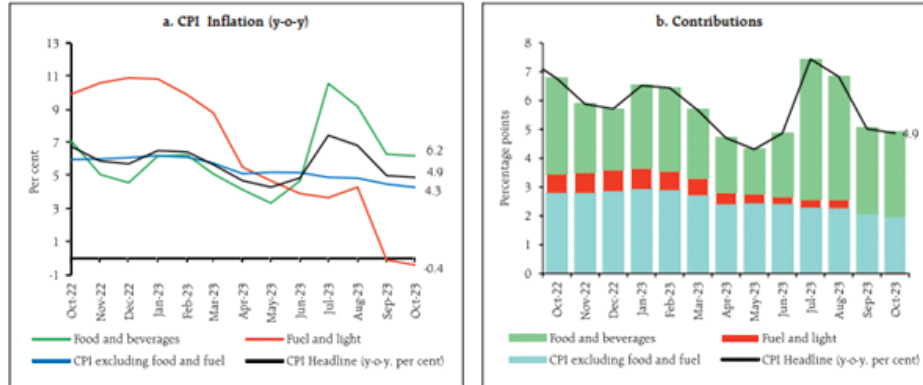 a. CPI Inflation (y-o-y)
Per cent
13
11
9
7
5
3
1
-1
6.2
4.9
4.3
-0.4
Oct-22
Nov-22
Dec-22
Jan-23
Feb-23
Mar-23
Apr-23
May-23
Jun-23
Jul-23
Aug-23
Sep-23
Oct-23
Food and beverages
Fuel and light
CPI excluding food and fuel
CPI Headline (y-o-y. per cent)
b. Contributions
Percentage points
8
7
6
5
4
3
2
1
0
4.9
Oct-22
Nov-22
Dec-22
Jan-23
Feb-23
Mar-23
Apr-23
May-23
Jun-23
Jul-23
Aug-23
Sep-23
Oct-23
Food and beverages
Fuel and light
CPI excluding food and fuel
CPI Headline (y-o-y. per cent)